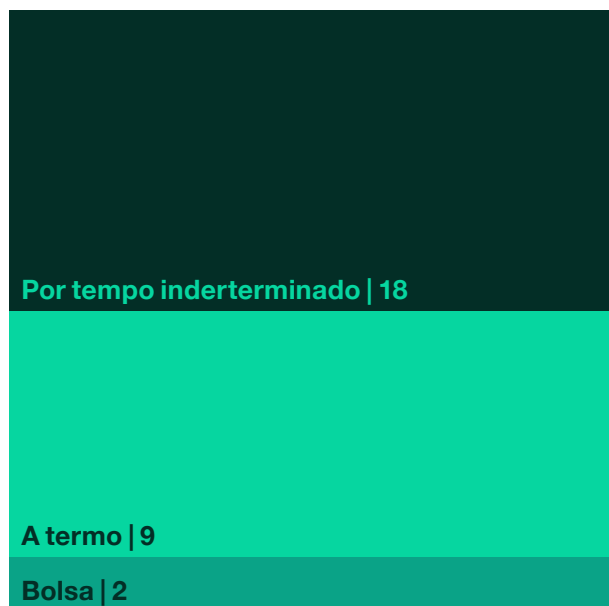 Por tempo inderterminado | 18
A termo | 9
Bolsa | 2